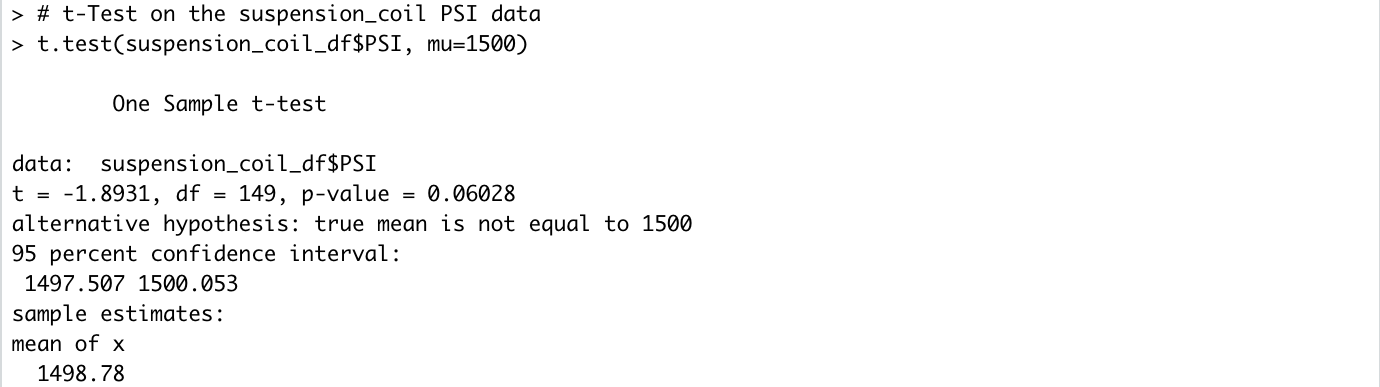 > # t-Test on the suspension_coil PSI data
> t.test(suspension_coil_df$PSI, mu=1500)
One Sample t-test
data:  suspension_coil_df$PSI
t = -1.8931, df = 149, p-value = 0.06028
alternative hypothesis: true mean is not equal to 1500
95 percent confidence interval:
1497.507 1500.053
sample estimates:
mean of x
1498.78